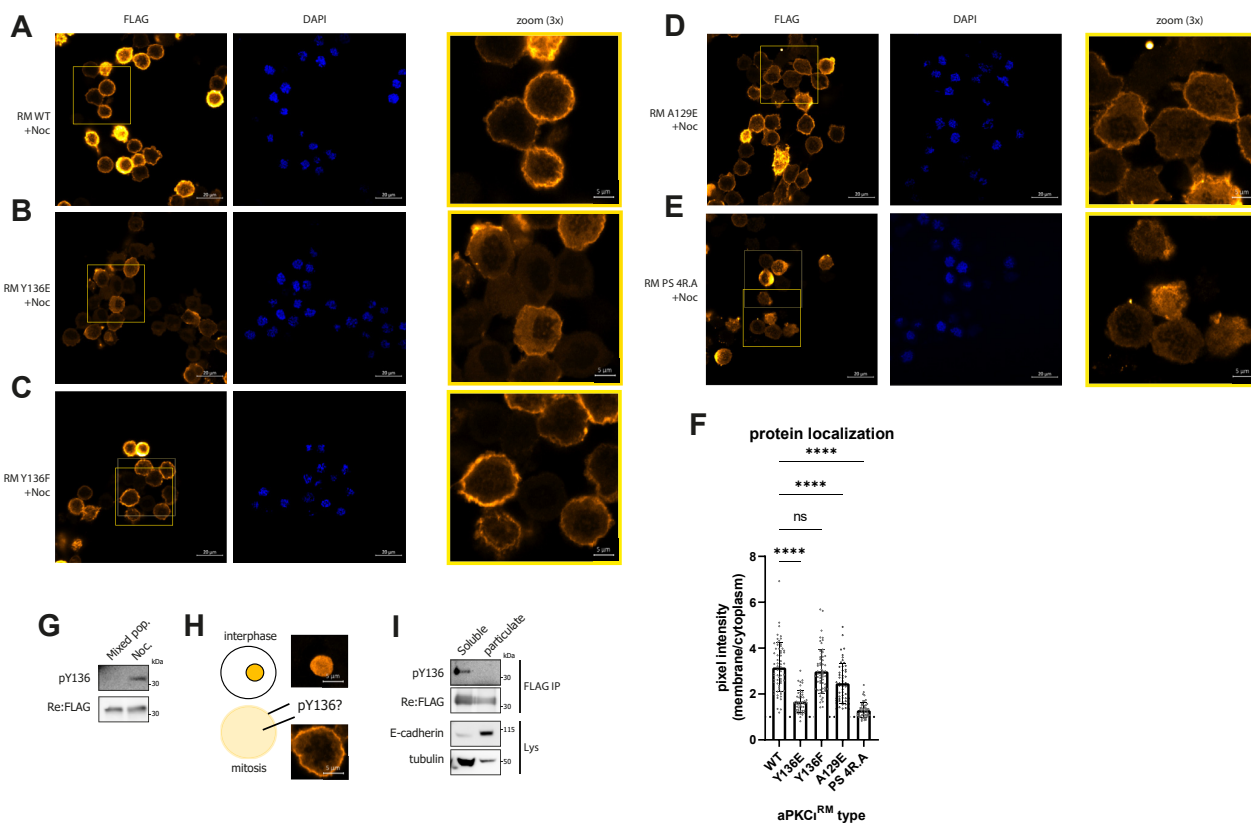 A
FLAG
DAPI
zoom (3x)
RM WT
+Noc
20 µm
20 µm
5 µm
B
RM Y136E
+Noc
20 µm
20 µm
5 µm
C
RM Y136F
+Noc
20 µm
20 µm
5 µm
D
FLAG
DAPI
zoom (3x)
RM A129E
+Noc
20 µm
20 µm
5 µm
E
RM PS 4R.A
+Noc
20 µm
20 µm
5 µm
F
protein localization
****
****
ns
****
pixel intensity
(membrane/cytoplasm)
8
6
4
2
0
WT
Y136E
Y136F
A129E
PS 4R.A
aPKCιRM type
G
Mixed pop.
Noc.
kDa
pY136
30
Re:FLAG
30
H
interphase
5 µm
pY136?
mitosis
5 µm
I
Soluble
particulate
kDa
pY136
30
FLAG IP
Re:FLAG
30
E-cadherin
115
Lys
tubulin
50